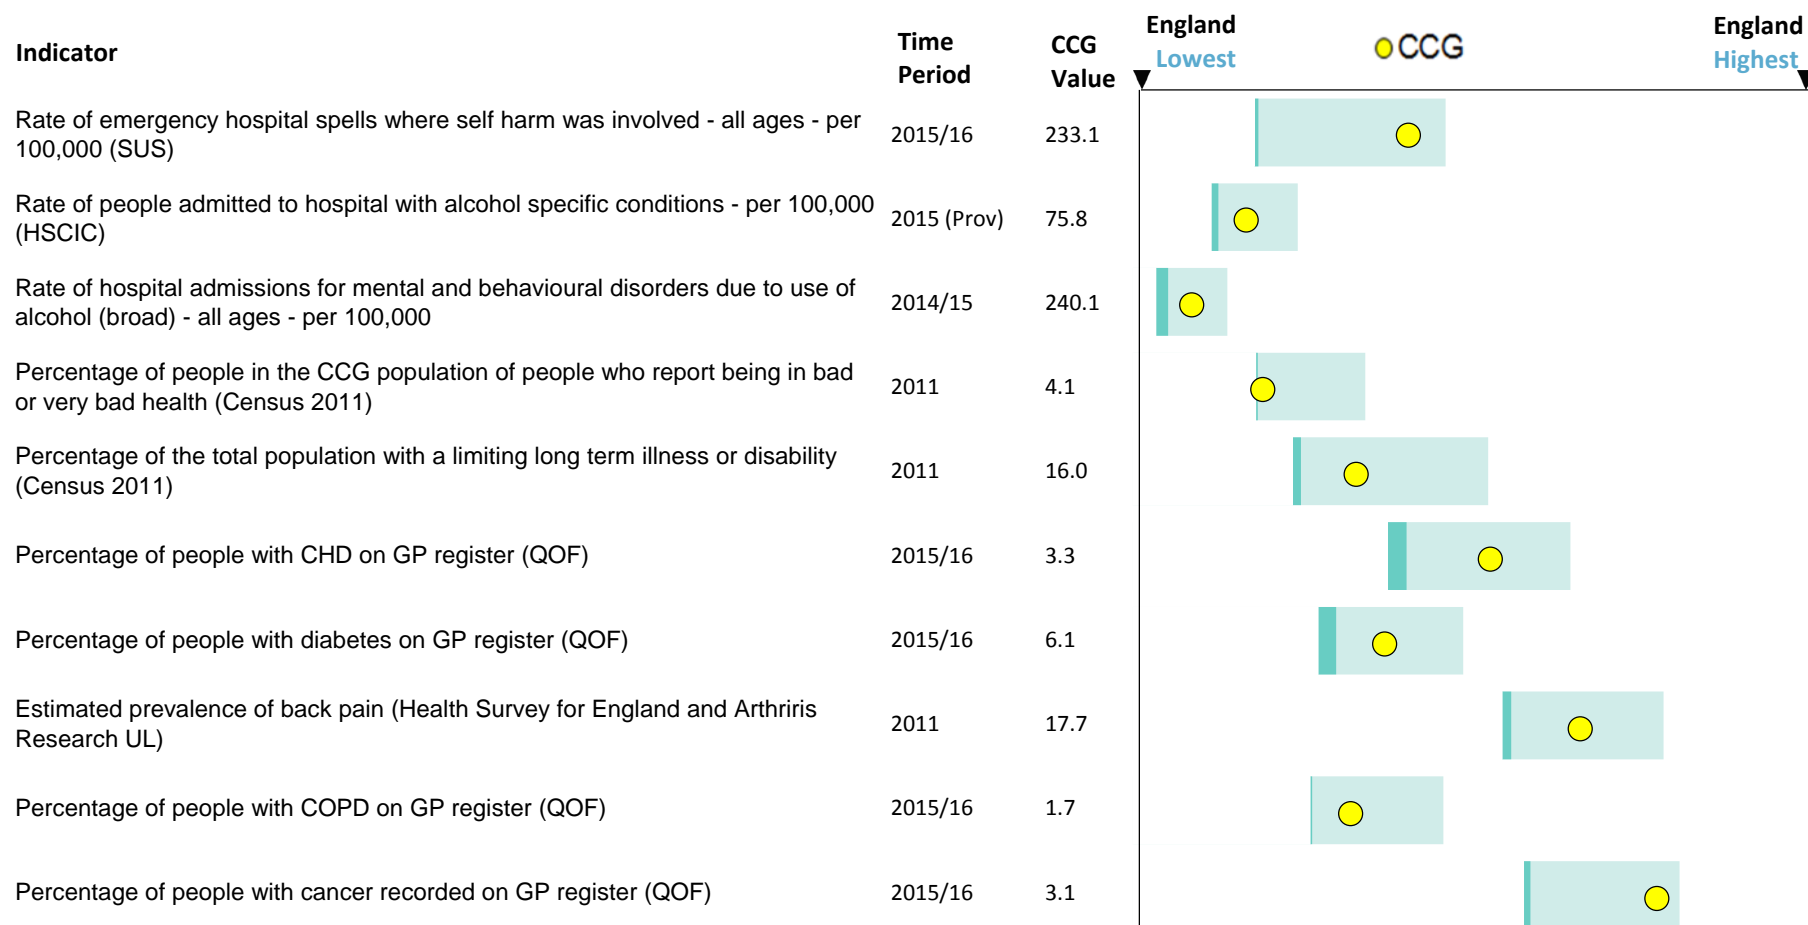 Indicator
Time
Period
CCG
Value
England
Lowest
CCG
England
Highest
Rate of emergency hospital spells where self harm was involved - all ages - per
100,000 (SUS)
2015/16
233.1
Rate of people admitted to hospital with alcohol specific conditions - per 100,000
(HSCIC)
2015 (Prov)
75.8
Rate of hospital admissions for mental and behavioural disorders due to use of
alcohol (broad) - all ages - per 100,000
2014/15
240.1
Percentage of people in the CCG population of people who report being in bad
or very bad health (Census 2011)
2011
4.1
Percentage of the total population with a limiting long term illness or disability
(Census 2011)
2011
16.0
Percentage of people with CHD on GP register (QOF)
2015/16
3.3
Percentage of people with diabetes on GP register (QOF)
2015/16
6.1
Estimated prevalence of back pain (Health Survey for England and Arthriris
Research UL)
2011
17.7
Percentage of people with COPD on GP register (QOF)
2015/16
1.7
Percentage of people with cancer recorded on GP register (QOF)
2015/16
3.1